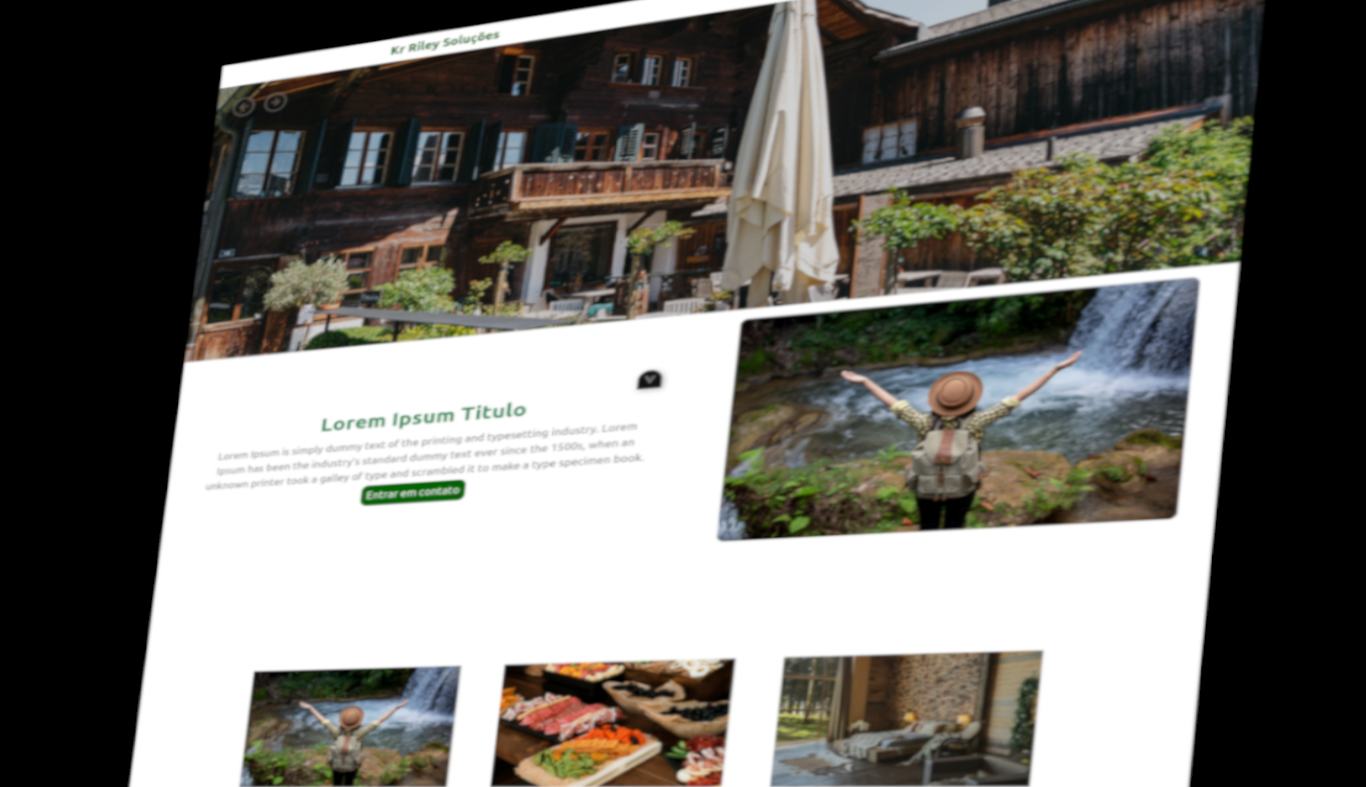 Kr Riley Soluções
Lorem Ipsum Titulo
Lorem Ipsum is simply dummy text of the printing and typesetting industry. Lorem
Ipsum has been the industry's standard dummy text ever since the 1500s, when an
unknown printer took a galley of type and scrambled it to make a type specimen book.
Entrar em contato